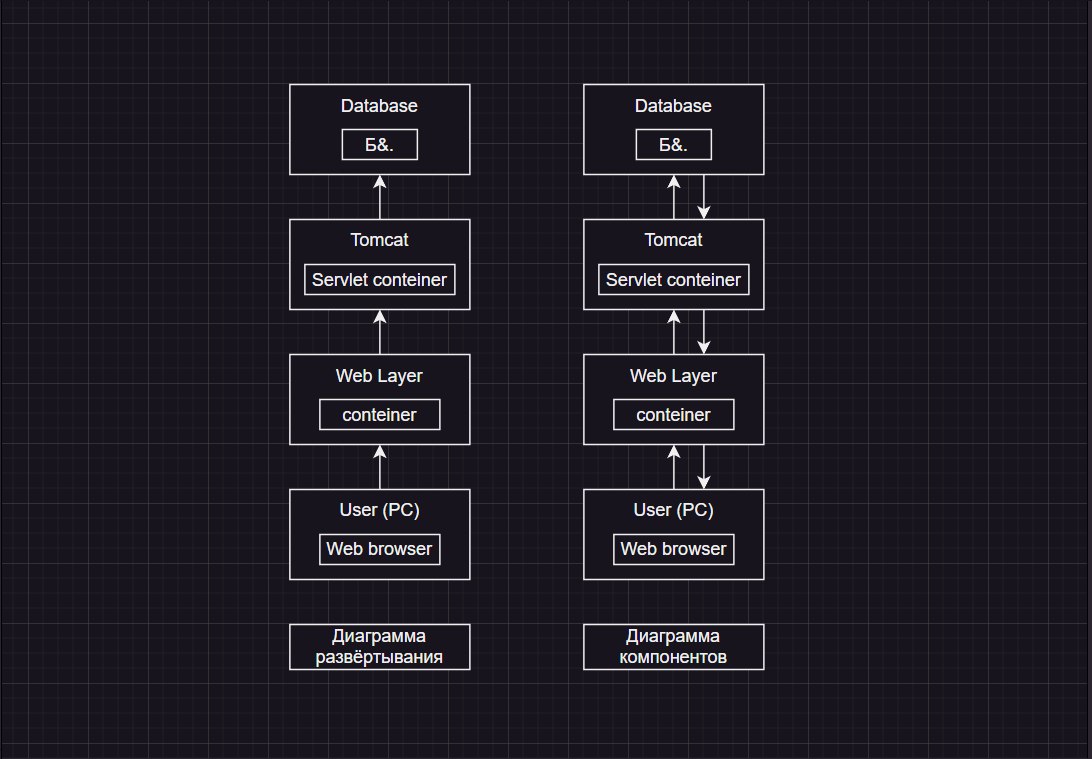 Database
Б&.
Tomcat
Servlet conteiner
Web Layer
conteiner
User (PC)
Web browser
Диаграмма
развёртывания
Database
Б&.
Tomcat
Servlet conteiner
Web Layer
conteiner
User (PC)
Web browser
Диаграмма
компонентов